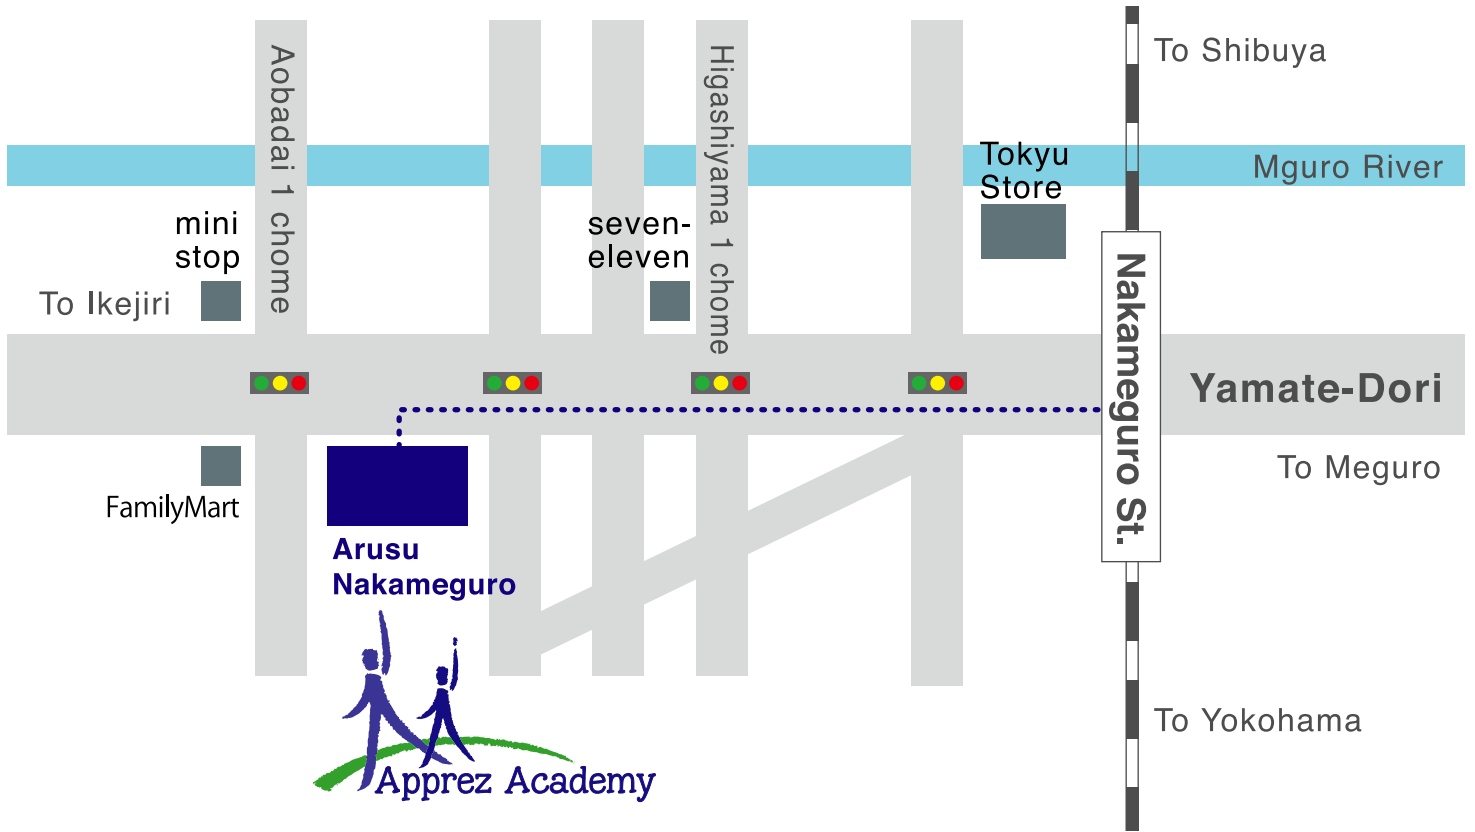 To Shibuya
Aobadai 1 chome
Higashiyama 1 chome
Tokyu
Store
Mguro River
mini
stop
seven-
eleven
To Ikejiri
Nakameguro St.
Yamate-Dori
To Meguro
FamilyMart
Arusu
Nakameguro
To Yokohama
Apprez Academy